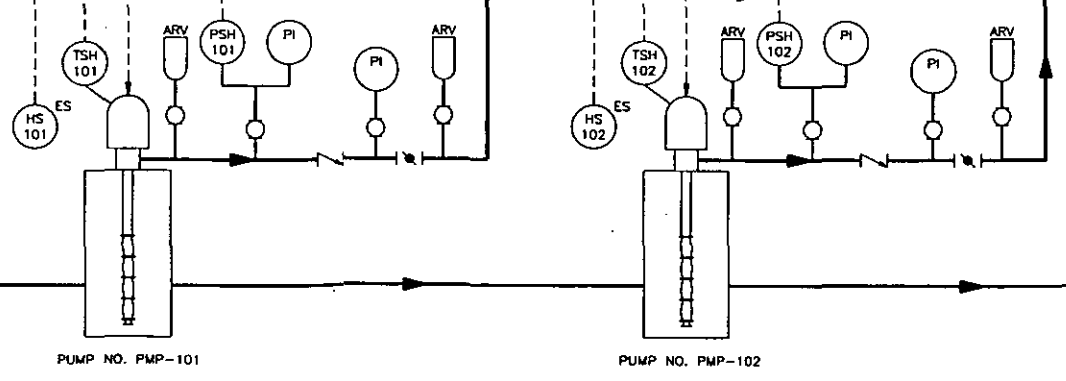 ARV
PSH
101
PI
TSH
101
PI
ARV
HS
101
ES
PUMP NO. PMP-101
ARV
PSH
102
PI
TSH
102
PI
ARV
HS
102
ES
PUMP NO. PMP-102